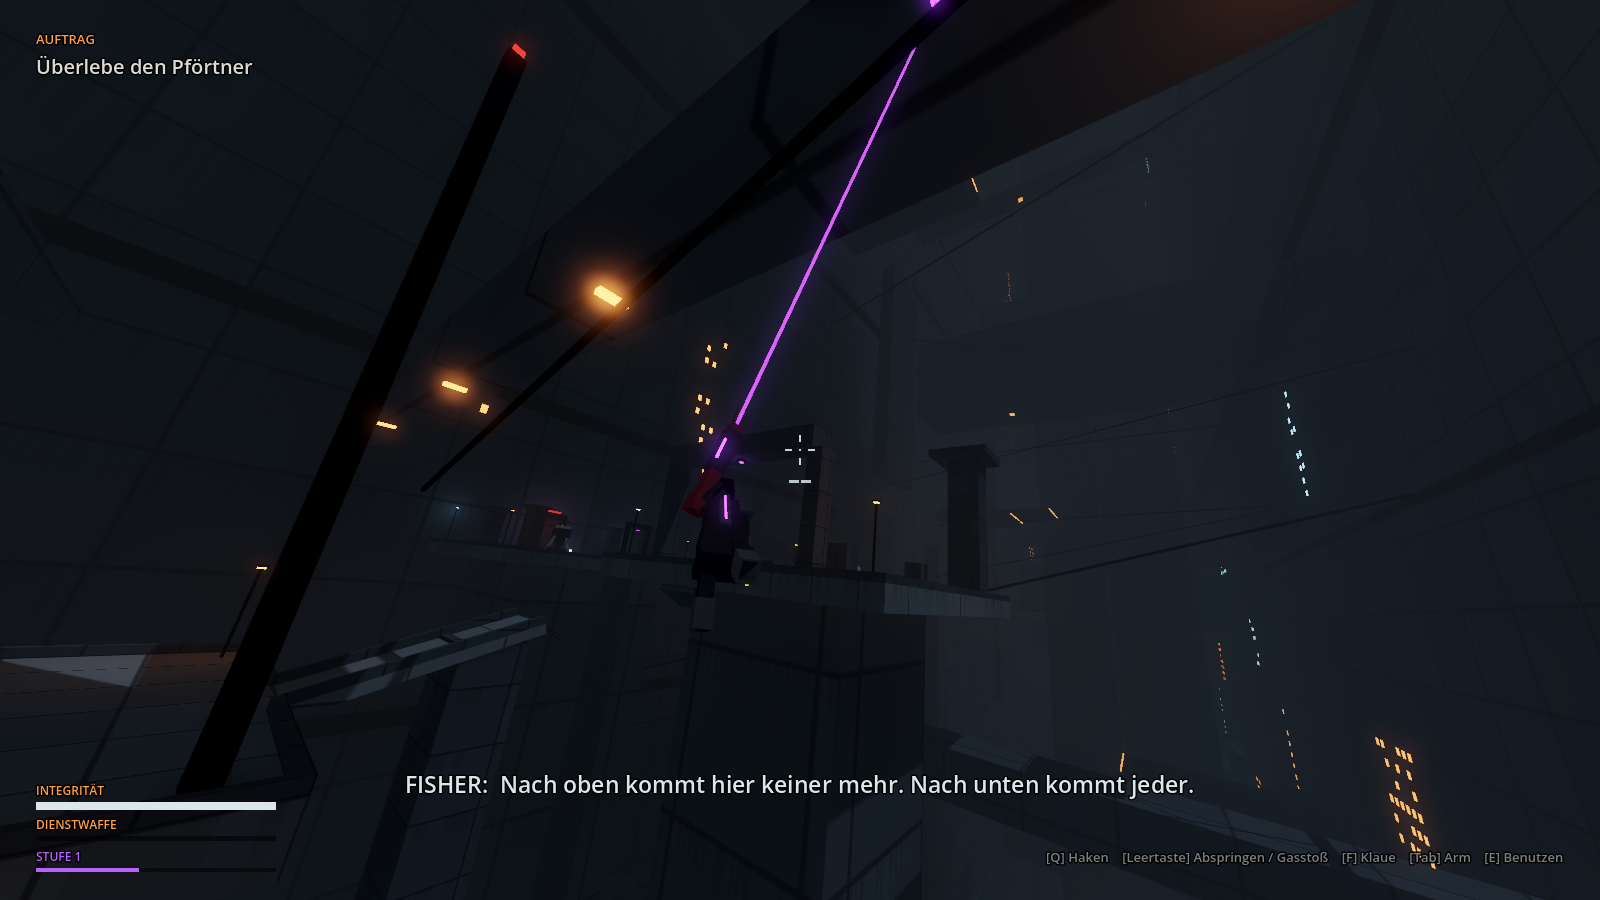 AUFTRAG
Überlebe den Pförtner
FISHER: Nach oben kommt hier keiner mehr. Nach unten kommt jeder.
INTEGRITÄT
DIENSTWAFFE
STUFE 1
[Q] Haken [Leertaste] Abspringen / Gasstoß [F] Klaue [Tab] Arm [E] Benutzen